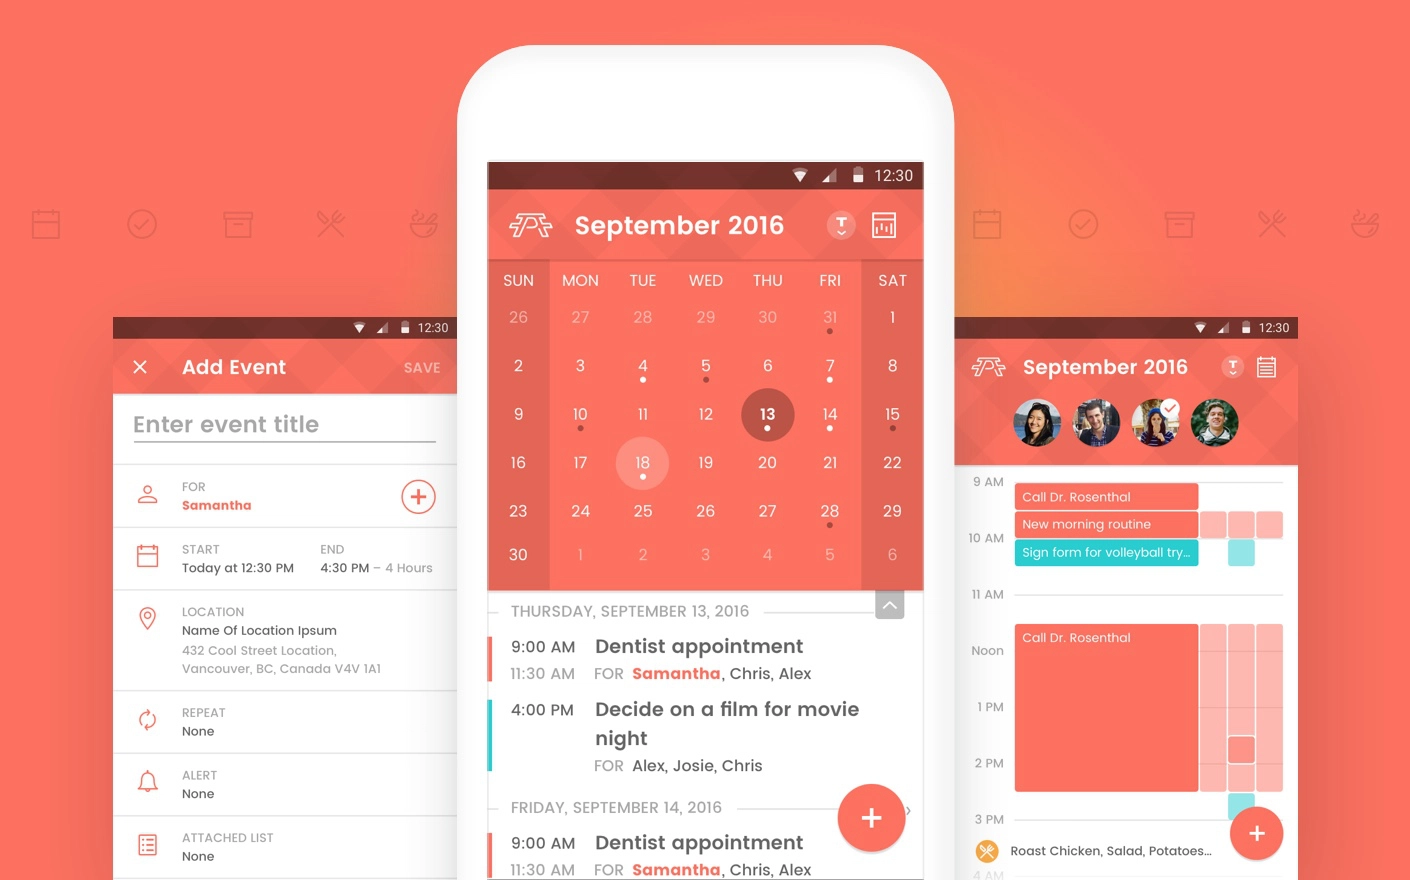 12:30
Add Event
SAVE
Enter event title
FOR
Samantha
START
Today at 12:30 PM
END
4:30 PM – 4 Hours
LOCATION
Name Of Location Ipsum
432 Cool Street Location,
Vancouver, BC, Canada V4V 1A1
REPEAT
None
ALERT
None
ATTACHED LIST
None
12:30
September 2016
T
SUN MON TUE WED THU FRI SAT
26 27 28 29 30 31 1
2 3 4 5 6 7 8
9 10 11 12 13 14 15
16 17 18 19 20 21 22
23 24 25 26 27 28 29
30 1 2 3 4 5 6
THURSDAY, SEPTEMBER 13, 2016
9:00 AM Dentist appointment
11:30 AM FOR Samantha, Chris, Alex
4:00 PM Decide on a film for movie
night
FOR Alex, Josie, Chris
FRIDAY, SEPTEMBER 14, 2016
9:00 AM Dentist appointment
11:30 AM FOR Samantha, Chris, Alex
12:30
September 2016
T
9 AM
Call Dr. Rosenthal
New morning routine
10 AM
Sign form for volleyball try...
11 AM
Call Dr. Rosenthal
Noon
1 PM
2 PM
3 PM
Roast Chicken, Salad, Potatoes...
4 AM